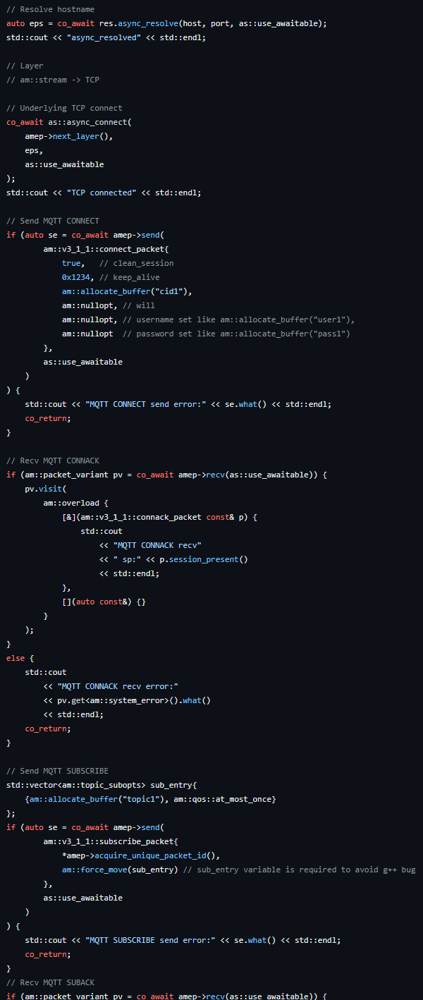 // Resolve hostname
auto eps = co_await res.async_resolve(host, port, as::use_awaitable);
std::cout << "async_resolved" << std::endl;

// Layer
// am::stream -> TCP

// Underlying TCP connect
co_await as::async_connect(
    amep->next_layer(),
    eps,
    as::use_awaitable
);
std::cout << "TCP connected" << std::endl;

// Send MQTT CONNECT
if (auto se = co_await amep->send(
        am::v3_1_1::connect_packet{
            true,   // clean_session
            0x1234, // keep_alive
            am::allocate_buffer("cid1"),
            am::nullopt, // will
            am::nullopt, // username set like am::allocate_buffer("user1"),
            am::nullopt  // password set like am::allocate_buffer("pass1")
        },
        as::use_awaitable
    )
) {
    std::cout << "MQTT CONNECT send error:" << se.what() << std::endl;
    co_return;
}

// Recv MQTT CONNACK
if (am::packet_variant pv = co_await amep->recv(as::use_awaitable)) {
    pv.visit(
        am::overload {
            [&](am::v3_1_1::connack_packet const& p) {
                std::cout
                    << "MQTT CONNACK recv"
                    << " sp:" << p.session_present()
                    << std::endl;
            },
            [](auto const&) {}
        }
    );
}
else {
    std::cout
        << "MQTT CONNACK recv error:"
        << pv.get<am::system_error>().what()
        << std::endl;
    co_return;
}

// Send MQTT SUBSCRIBE
std::vector<am::topic_subopts> sub_entry{
    {am::allocate_buffer("topic1"), am::qos::at_most_once}
};
if (auto se = co_await amep->send(
        am::v3_1_1::subscribe_packet{
            *amep->acquire_unique_packet_id(),
            am::force_move(sub_entry) // sub_entry variable is required to avoid g++ bug
        },
        as::use_awaitable
    )
) {
    std::cout << "MQTT SUBSCRIBE send error:" << se.what() << std::endl;
    co_return;
}
// Recv MQTT SUBACK
if (am::packet_variant pv = co_await amep->recv(as::use_awaitable)) {